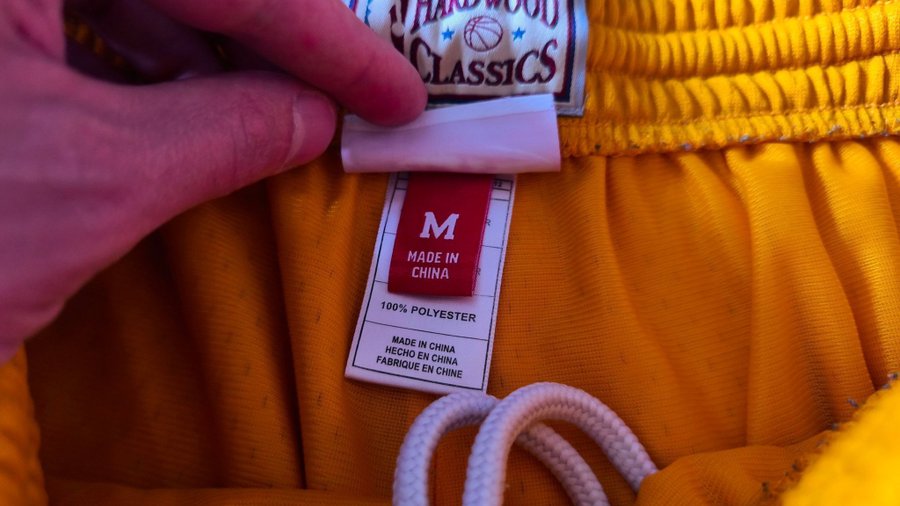 HARDWOOD
CLASSICS
M
MADE IN
CHINA
100% POLYESTER
MADE IN CHINA
HECHO EN CHINA
FABRIQUE EN CHINE